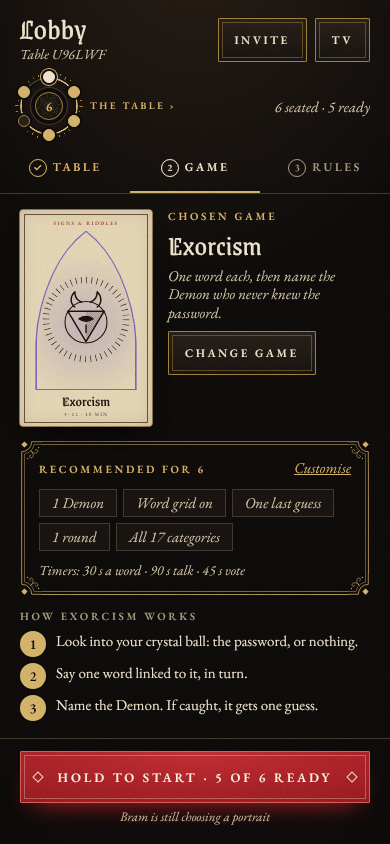 Lobby
Table U96LWF
INVITE
TV
6
THE TABLE ›
6 seated · 5 ready
TABLE
2 GAME
3 RULES
SIGNS & RIDDLES
Exorcism
3–12 · 10 MIN
CHOSEN GAME
Exorcism
One word each, then name the
Demon who never knew the
password.
CHANGE GAME
RECOMMENDED FOR 6
Customise
1 Demon
Word grid on
One last guess
1 round
All 17 categories
Timers: 30 s a word · 90 s talk · 45 s vote
HOW EXORCISM WORKS
1 Look into your crystal ball: the password, or nothing.
2 Say one word linked to it, in turn.
3 Name the Demon. If caught, it gets one guess.
HOLD TO START · 5 OF 6 READY
Bram is still choosing a portrait